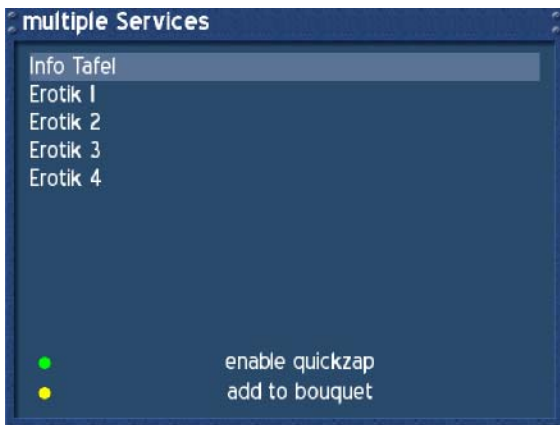 multiple Services
Info Tafel
Erotik 1
Erotik 2
Erotik 3
Erotik 4
enable quickzap
add to bouquet